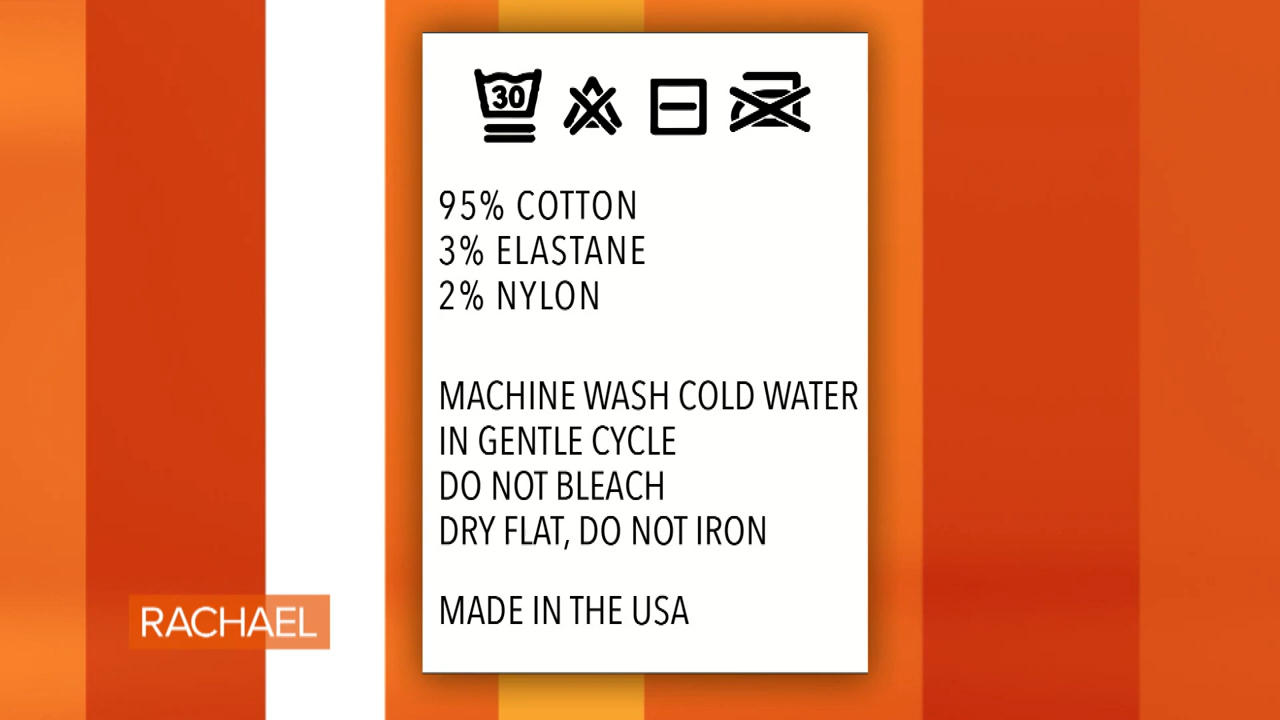 30
95% COTTON
3% ELASTANE
2% NYLON
MACHINE WASH COLD WATER
IN GENTLE CYCLE
DO NOT BLEACH
DRY FLAT, DO NOT IRON
MADE IN THE USA
RACHAEL